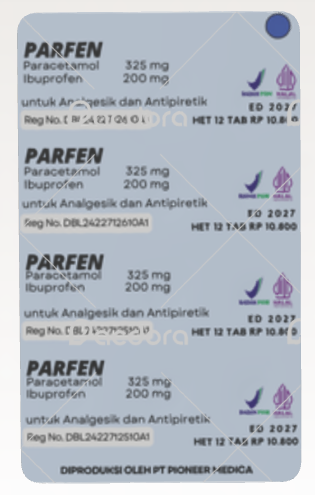 PARFEN
Paracetamol 325 mg
Ibuprofen 200 mg
untuk Analgesik dan Antipiretik
ED 2027
Reg No.
HET 12 TAB RP 10.800
PARFEN
Paracetamol 325 mg
Ibuprofen 200 mg
untuk Analgesik dan Antipiretik
ED 2027
Reg No. DBL2422712610A1
HET 12 TAB RP 10.800
PARFEN
Paracetamol 325 mg
Ibuprofen 200 mg
untuk Analgesik dan Antipiretik
ED 2027
Reg No.
HET 12 TAB RP 10.800
PARFEN
Paracetamol 325 mg
Ibuprofen 200 mg
untuk Analgesik dan Antipiretik
ED 2027
Reg No. DBL2422712510A1
HET 12 TAB RP 10.800
DIPRODUKSI OLEH PT PIONEER MEDICA